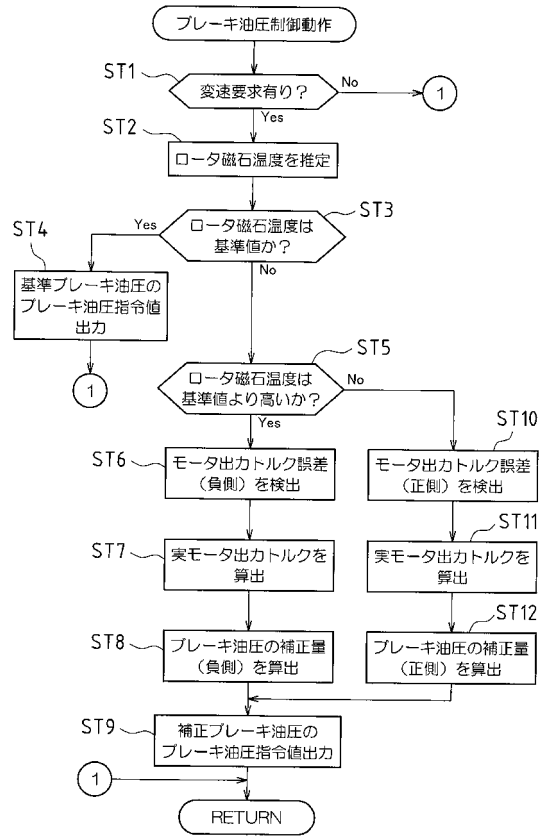 ブレーキ油圧制御動作
ST1
変速要求有り?
No
1
Yes
ST2
ロータ磁石温度を推定
ST3
ロータ磁石温度は
基準値か?
Yes
No
ST4
基準ブレーキ油圧の
ブレーキ油圧指令値
出力
1
ST5
ロータ磁石温度は
基準値より高いか?
No
Yes
ST6
モータ出力トルク誤差
(負側)を検出
ST10
モータ出力トルク誤差
(正側)を検出
ST7
実モータ出力トルクを
算出
ST11
実モータ出力トルクを
算出
ST8
ブレーキ油圧の補正量
(負側)を算出
ST12
ブレーキ油圧の補正量
(正側)を算出
ST9
補正ブレーキ油圧の
ブレーキ油圧指令値出力
1
RETURN